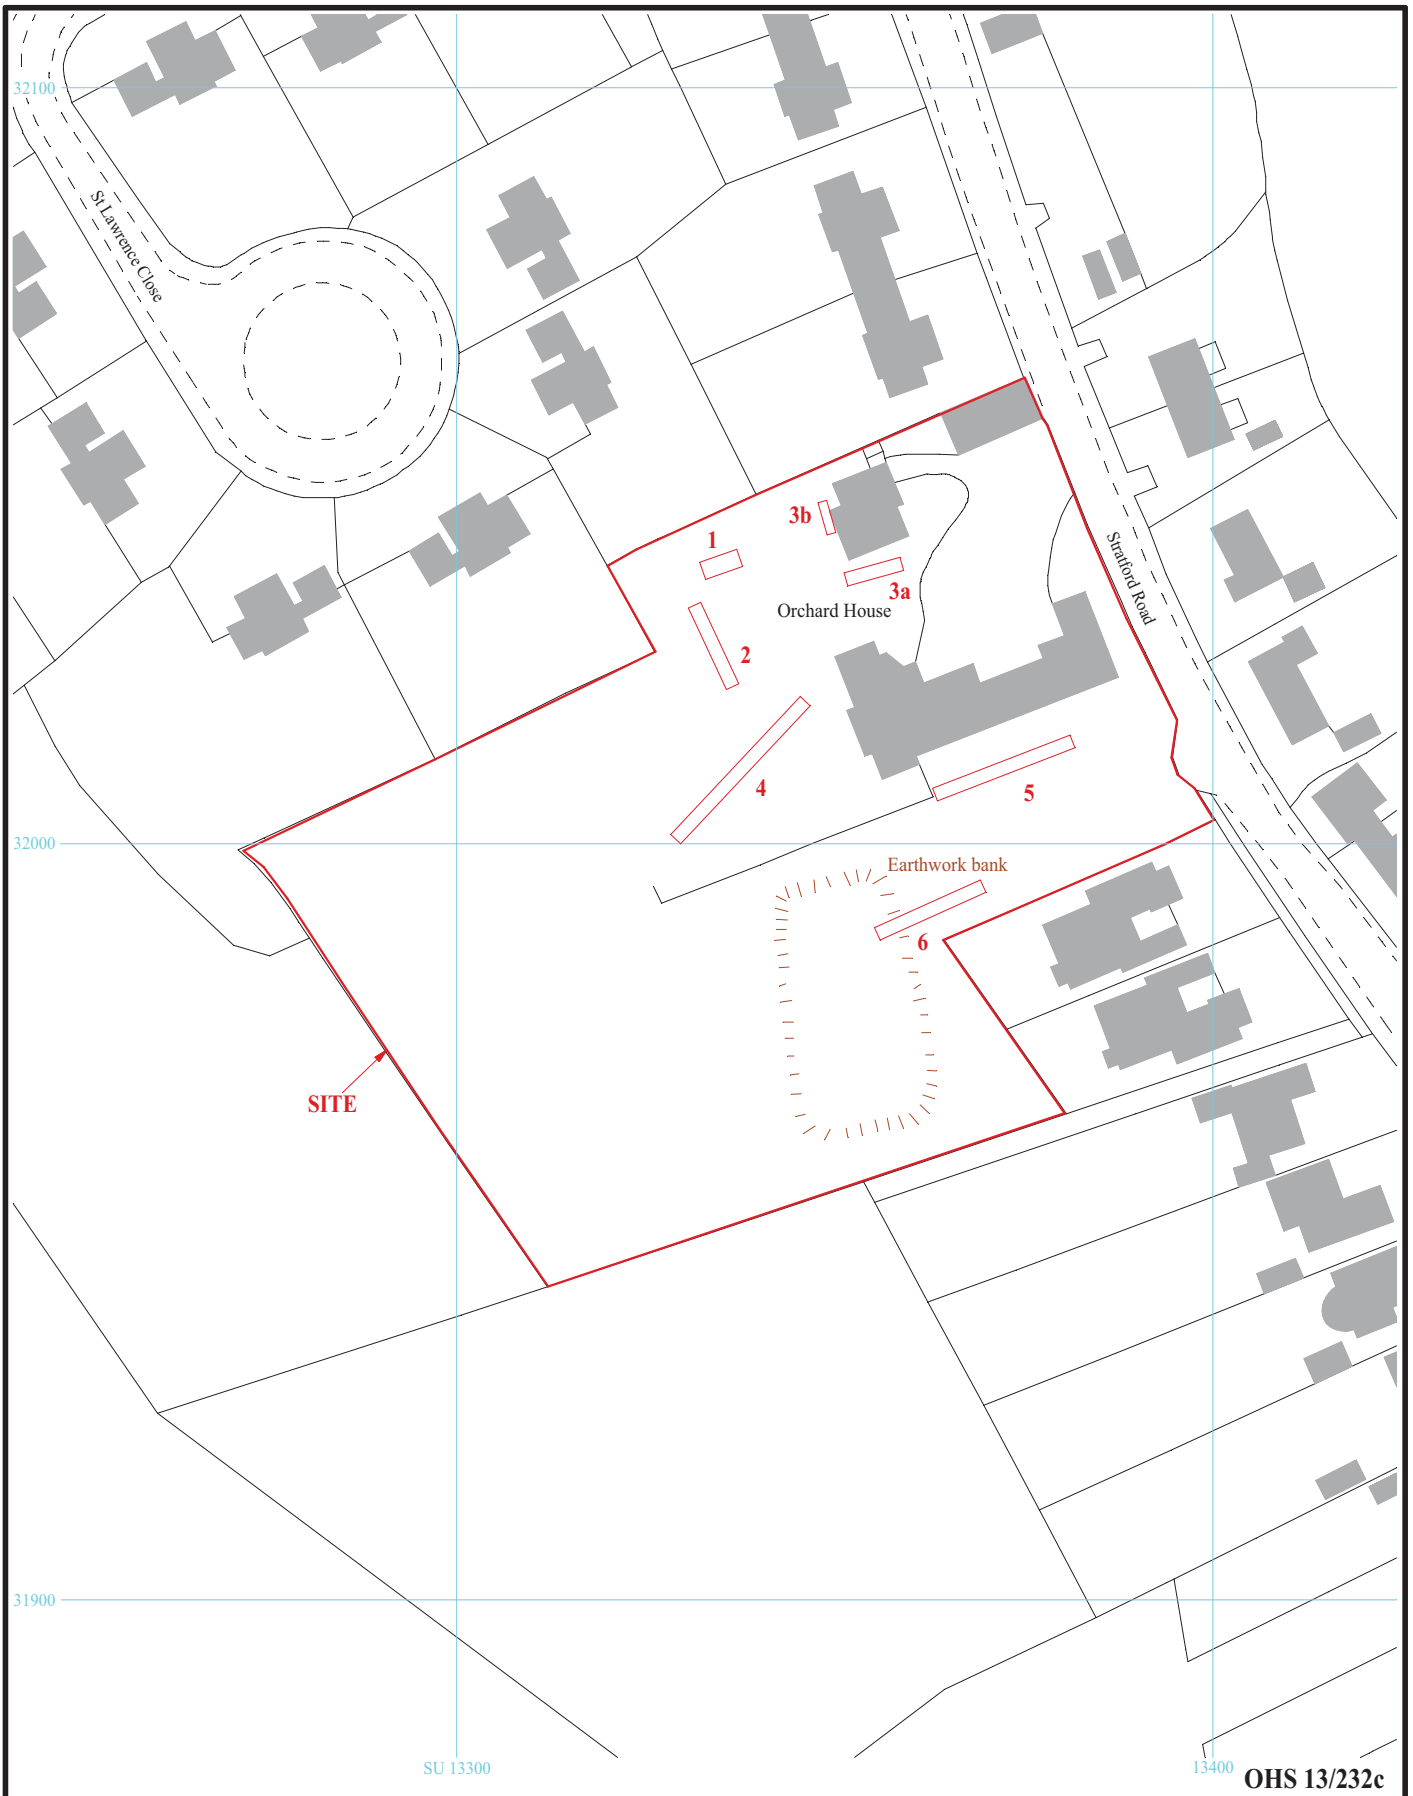 32100
St Lawrence Close
3b
1
3a
Orchard House
Stratford Road
2
4
5
32000
Earthwork bank
6
SITE
31900
SU 13300
13400
OHS 13/232c